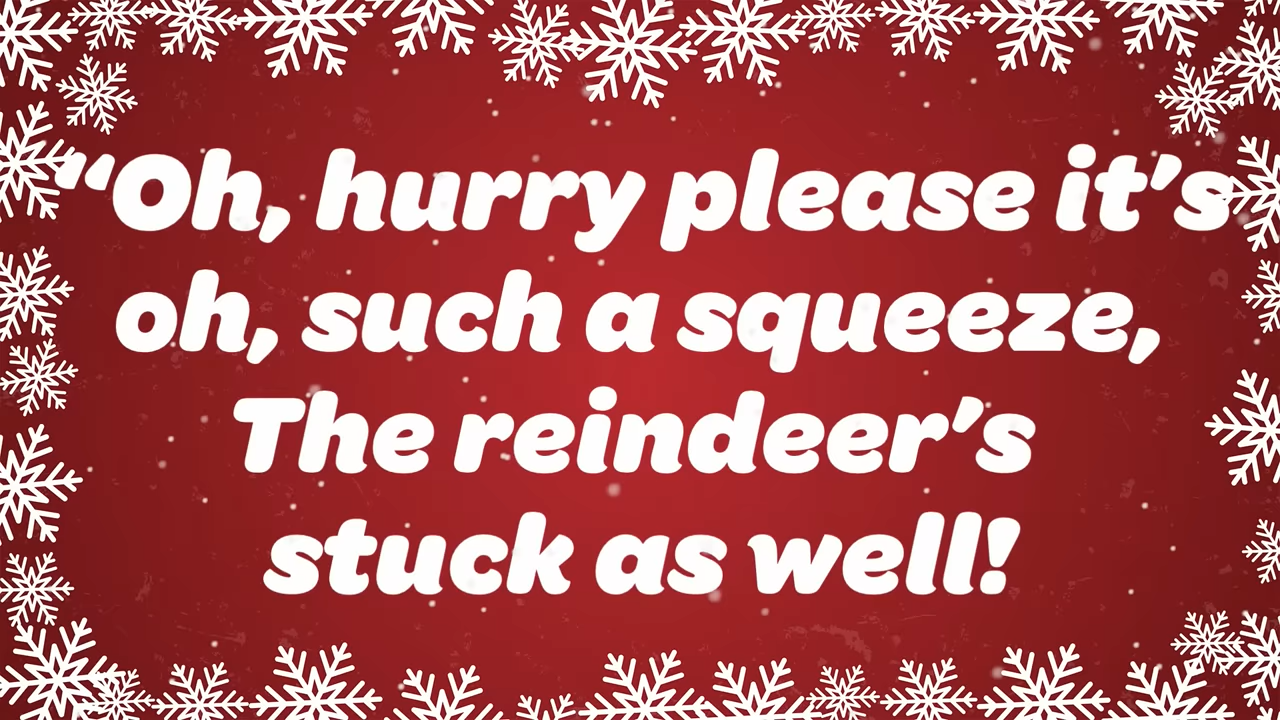 “Oh, hurry please it’s
oh, such a squeeze,
The reindeer’s
stuck as well!